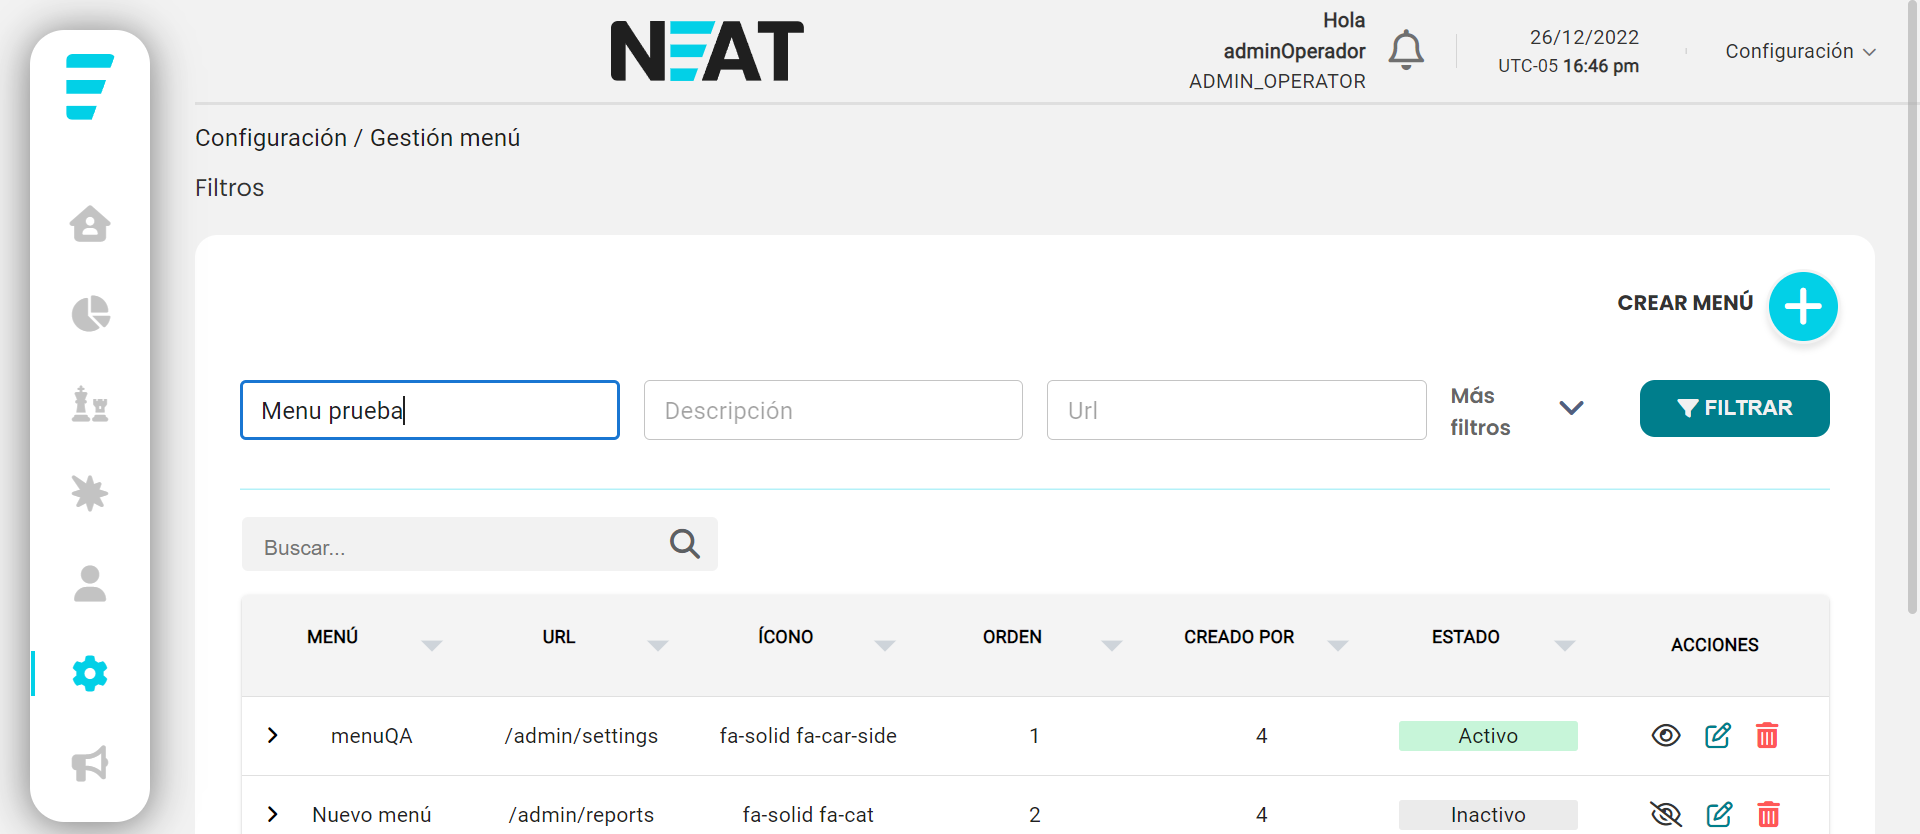 NEAT
Hola
adminOperador
ADMIN_OPERATOR
26/12/2022
UTC-05 16:46 pm
Configuración
Configuración / Gestión menú
Filtros
CREAR MENÚ
Menu prueba
Descripción
Url
Más
filtros
FILTRAR
Buscar...
MENÚ URL ÍCONO ORDEN CREADO POR ESTADO ACCIONES
menuQA /admin/settings fa-solid fa-car-side 1 4 Activo
Nuevo menú /admin/reports fa-solid fa-cat 2 4 Inactivo